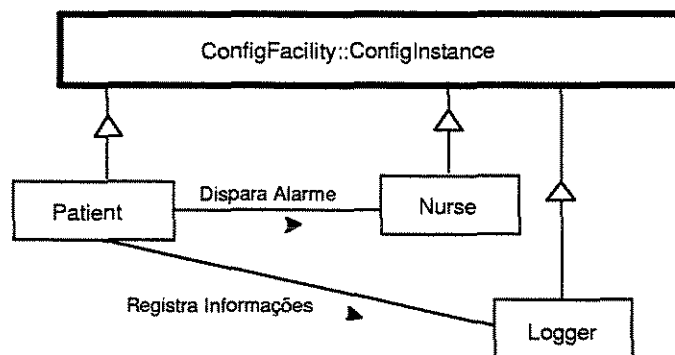 ConfigFacility::ConfigInstance
Dispara Alarme
Patient
Nurse
Registra Informações
Logger